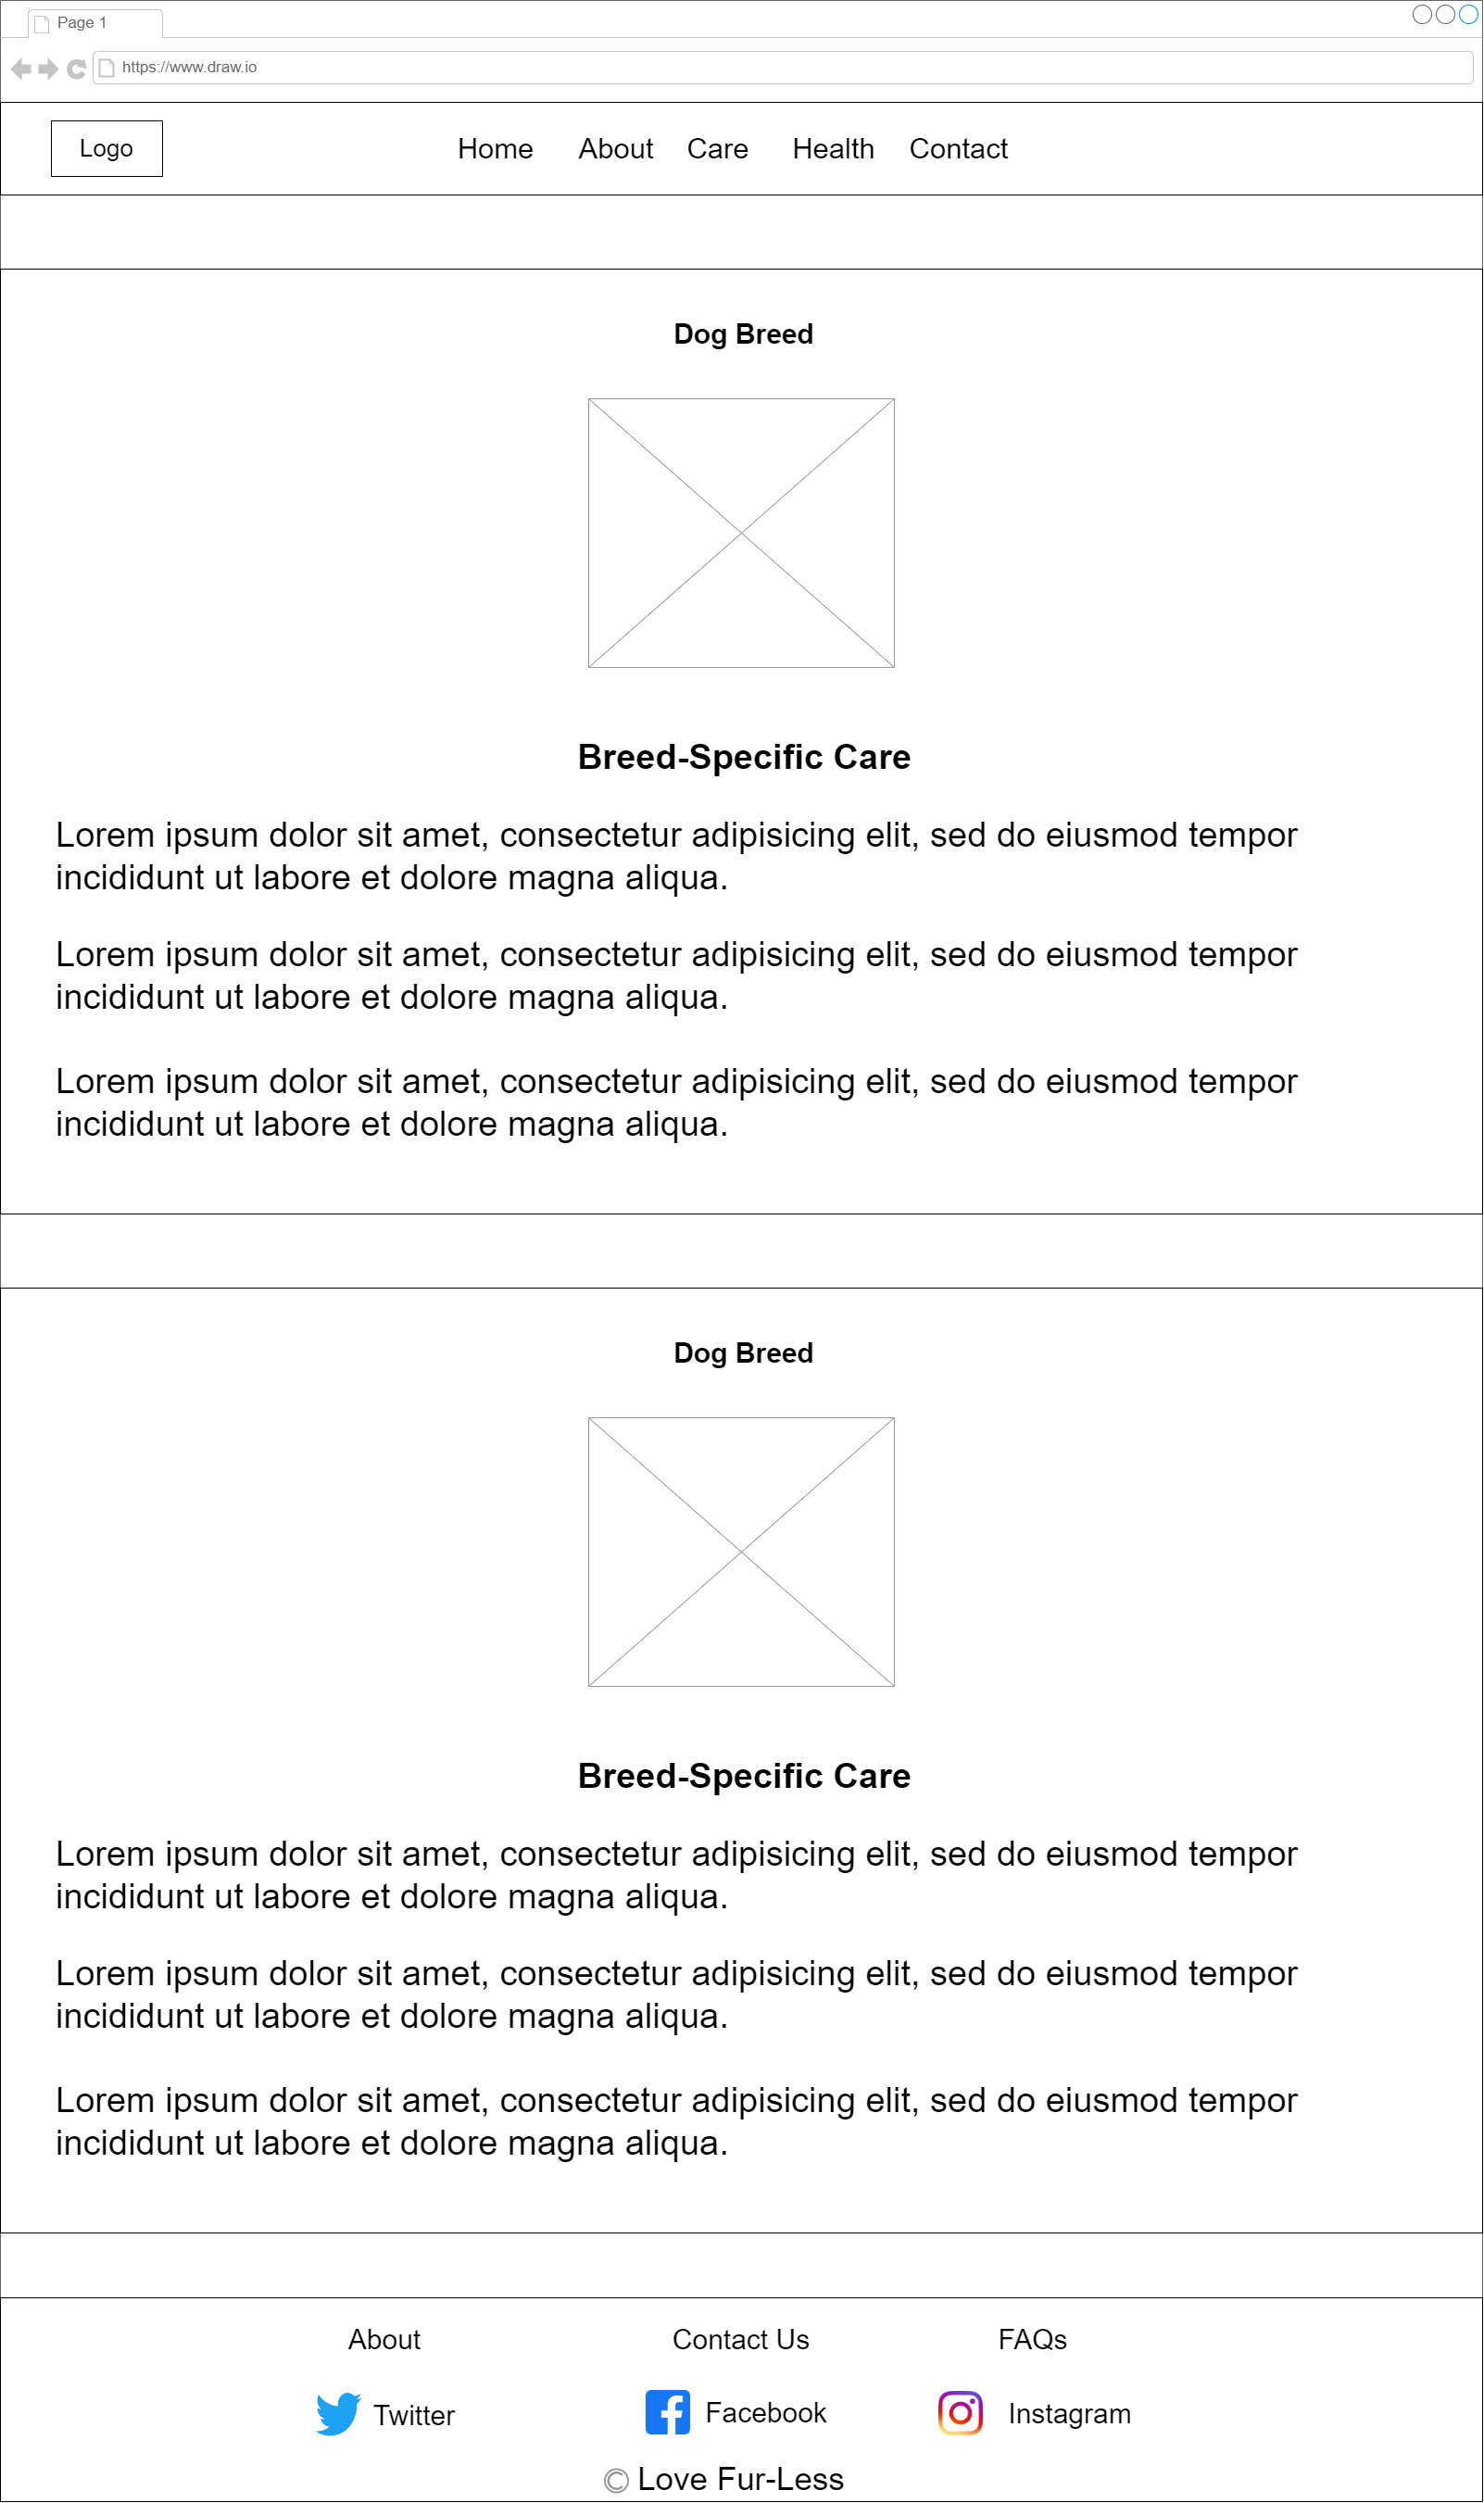 Page 1
https://www.draw.io
Logo
Home About Care Health Contact
Dog Breed
Breed-Specific Care
Lorem ipsum dolor sit amet, consectetur adipisicing elit, sed do eiusmod tempor
incididunt ut labore et dolore magna aliqua.
Lorem ipsum dolor sit amet, consectetur adipisicing elit, sed do eiusmod tempor
incididunt ut labore et dolore magna aliqua.
Lorem ipsum dolor sit amet, consectetur adipisicing elit, sed do eiusmod tempor
incididunt ut labore et dolore magna aliqua.
Dog Breed
Breed-Specific Care
Lorem ipsum dolor sit amet, consectetur adipisicing elit, sed do eiusmod tempor
incididunt ut labore et dolore magna aliqua.
Lorem ipsum dolor sit amet, consectetur adipisicing elit, sed do eiusmod tempor
incididunt ut labore et dolore magna aliqua.
Lorem ipsum dolor sit amet, consectetur adipisicing elit, sed do eiusmod tempor
incididunt ut labore et dolore magna aliqua.
About Contact Us FAQs
Twitter Facebook Instagram
© Love Fur-Less